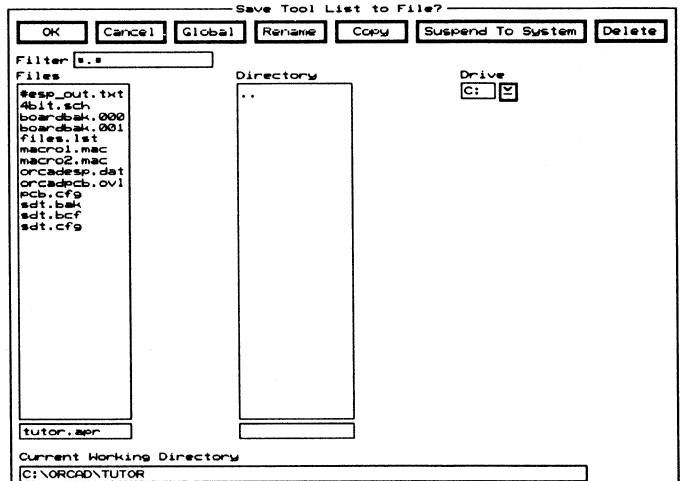 Save Tool List to File?
OK Cancel Global Rename Copy Suspend To System Delete
Filter *.*
Files Directory Drive
#esp_out.txt .. C:
4bit.sch
boardbak.000
boardbak.001
files.lst
macro1.mac
macro2.mac
orcadesp.dat
orcadpcb.ovl
pcb.cfg
sdt.bak
sdt.bcf
sdt.cfg
tutor.apr
Current Working Directory
C:\ORCAD\TUTOR